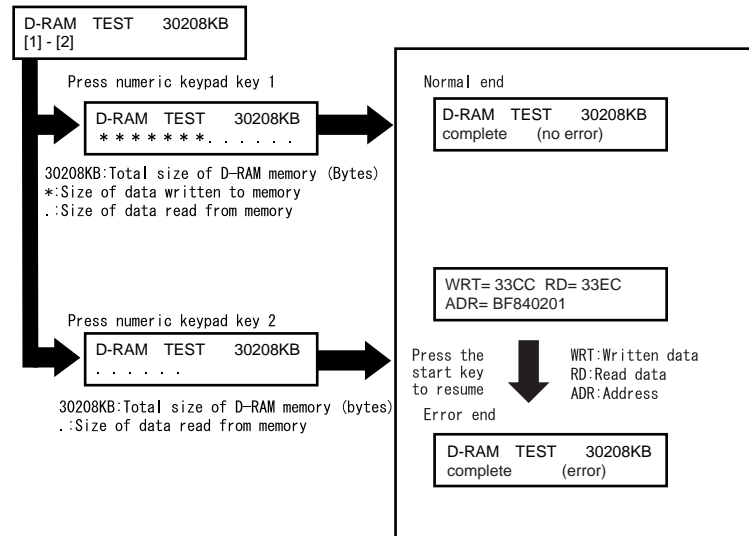 D-RAM TEST 30208KB
[1] - [2]
Press numeric keypad key 1
D-RAM TEST 30208KB
* * * * * * * . . . . . .
30208KB:Total size of D-RAM memory (Bytes)
*:Size of data written to memory
.:Size of data read from memory
Press numeric keypad key 2
D-RAM TEST 30208KB
. . . . . .
30208KB:Total size of D-RAM memory (bytes)
.:Size of data read from memory
Normal end
D-RAM TEST 30208KB
complete (no error)
WRT= 33CC RD= 33EC
ADR= BF840201
Press the
start key
to resume
WRT:Written data
RD:Read data
ADR:Address
Error end
D-RAM TEST 30208KB
complete (error)